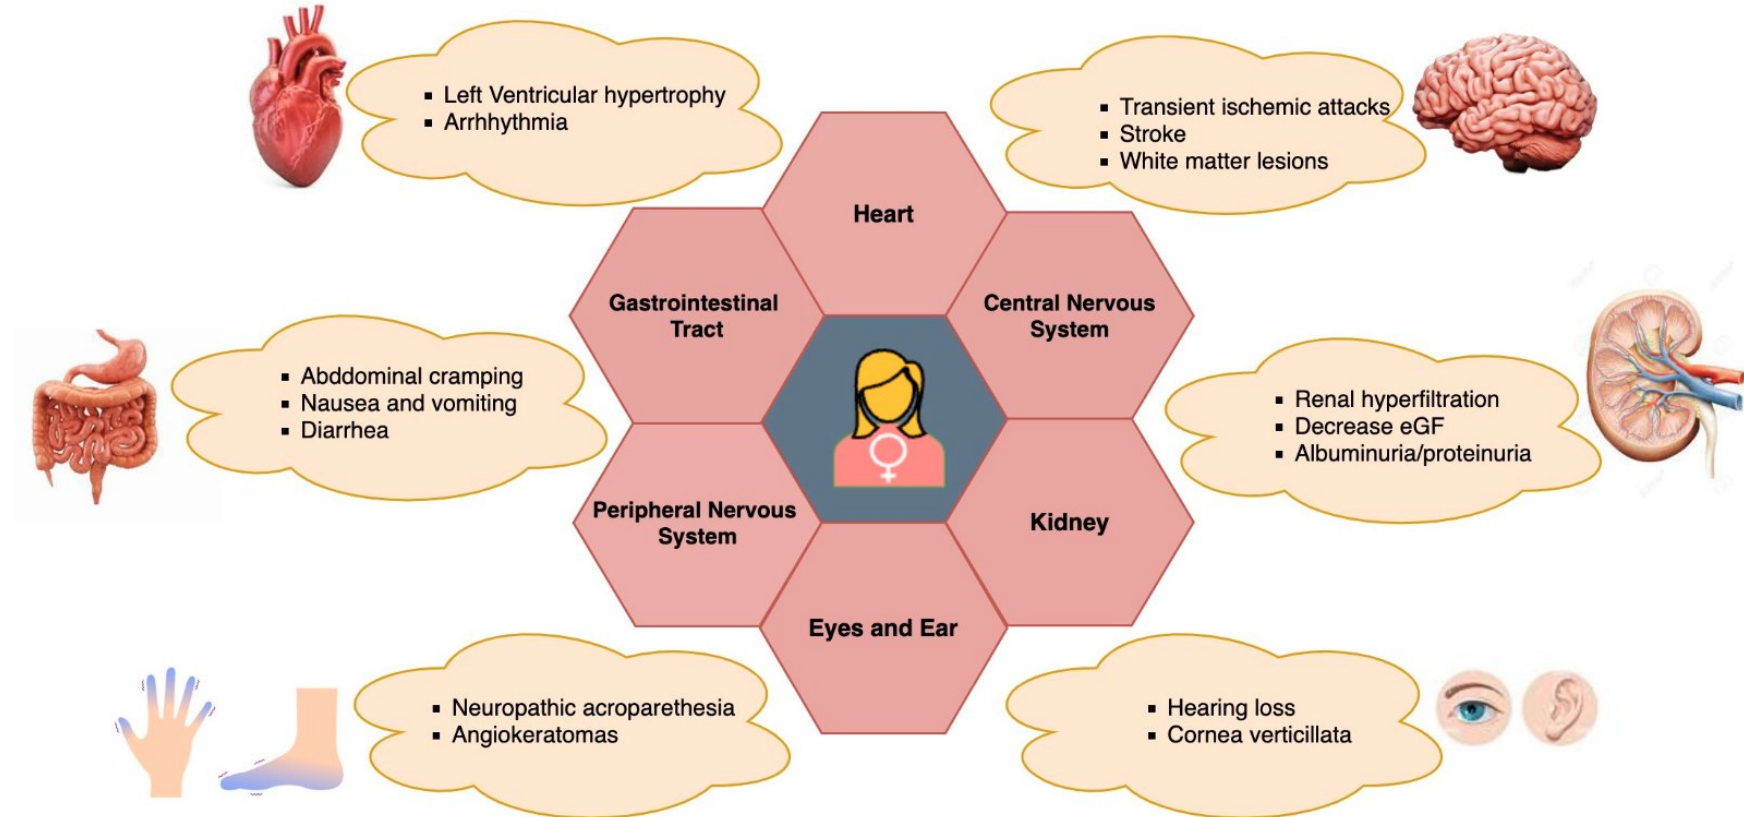 Left Ventricular hypertrophy
Arrhhythmia
Transient ischemic attacks
Stroke
White matter lesions
Heart
Gastrointestinal
Tract
Central Nervous
System
Abddominal cramping
Nausea and vomiting
Diarrhea
Renal hyperfiltration
Decrease eGF
Albuminuria/proteinuria
Peripheral Nervous
System
Kidney
Eyes and Ear
Neuropathic acroparethesia
Angiokeratomas
Hearing loss
Cornea verticillata